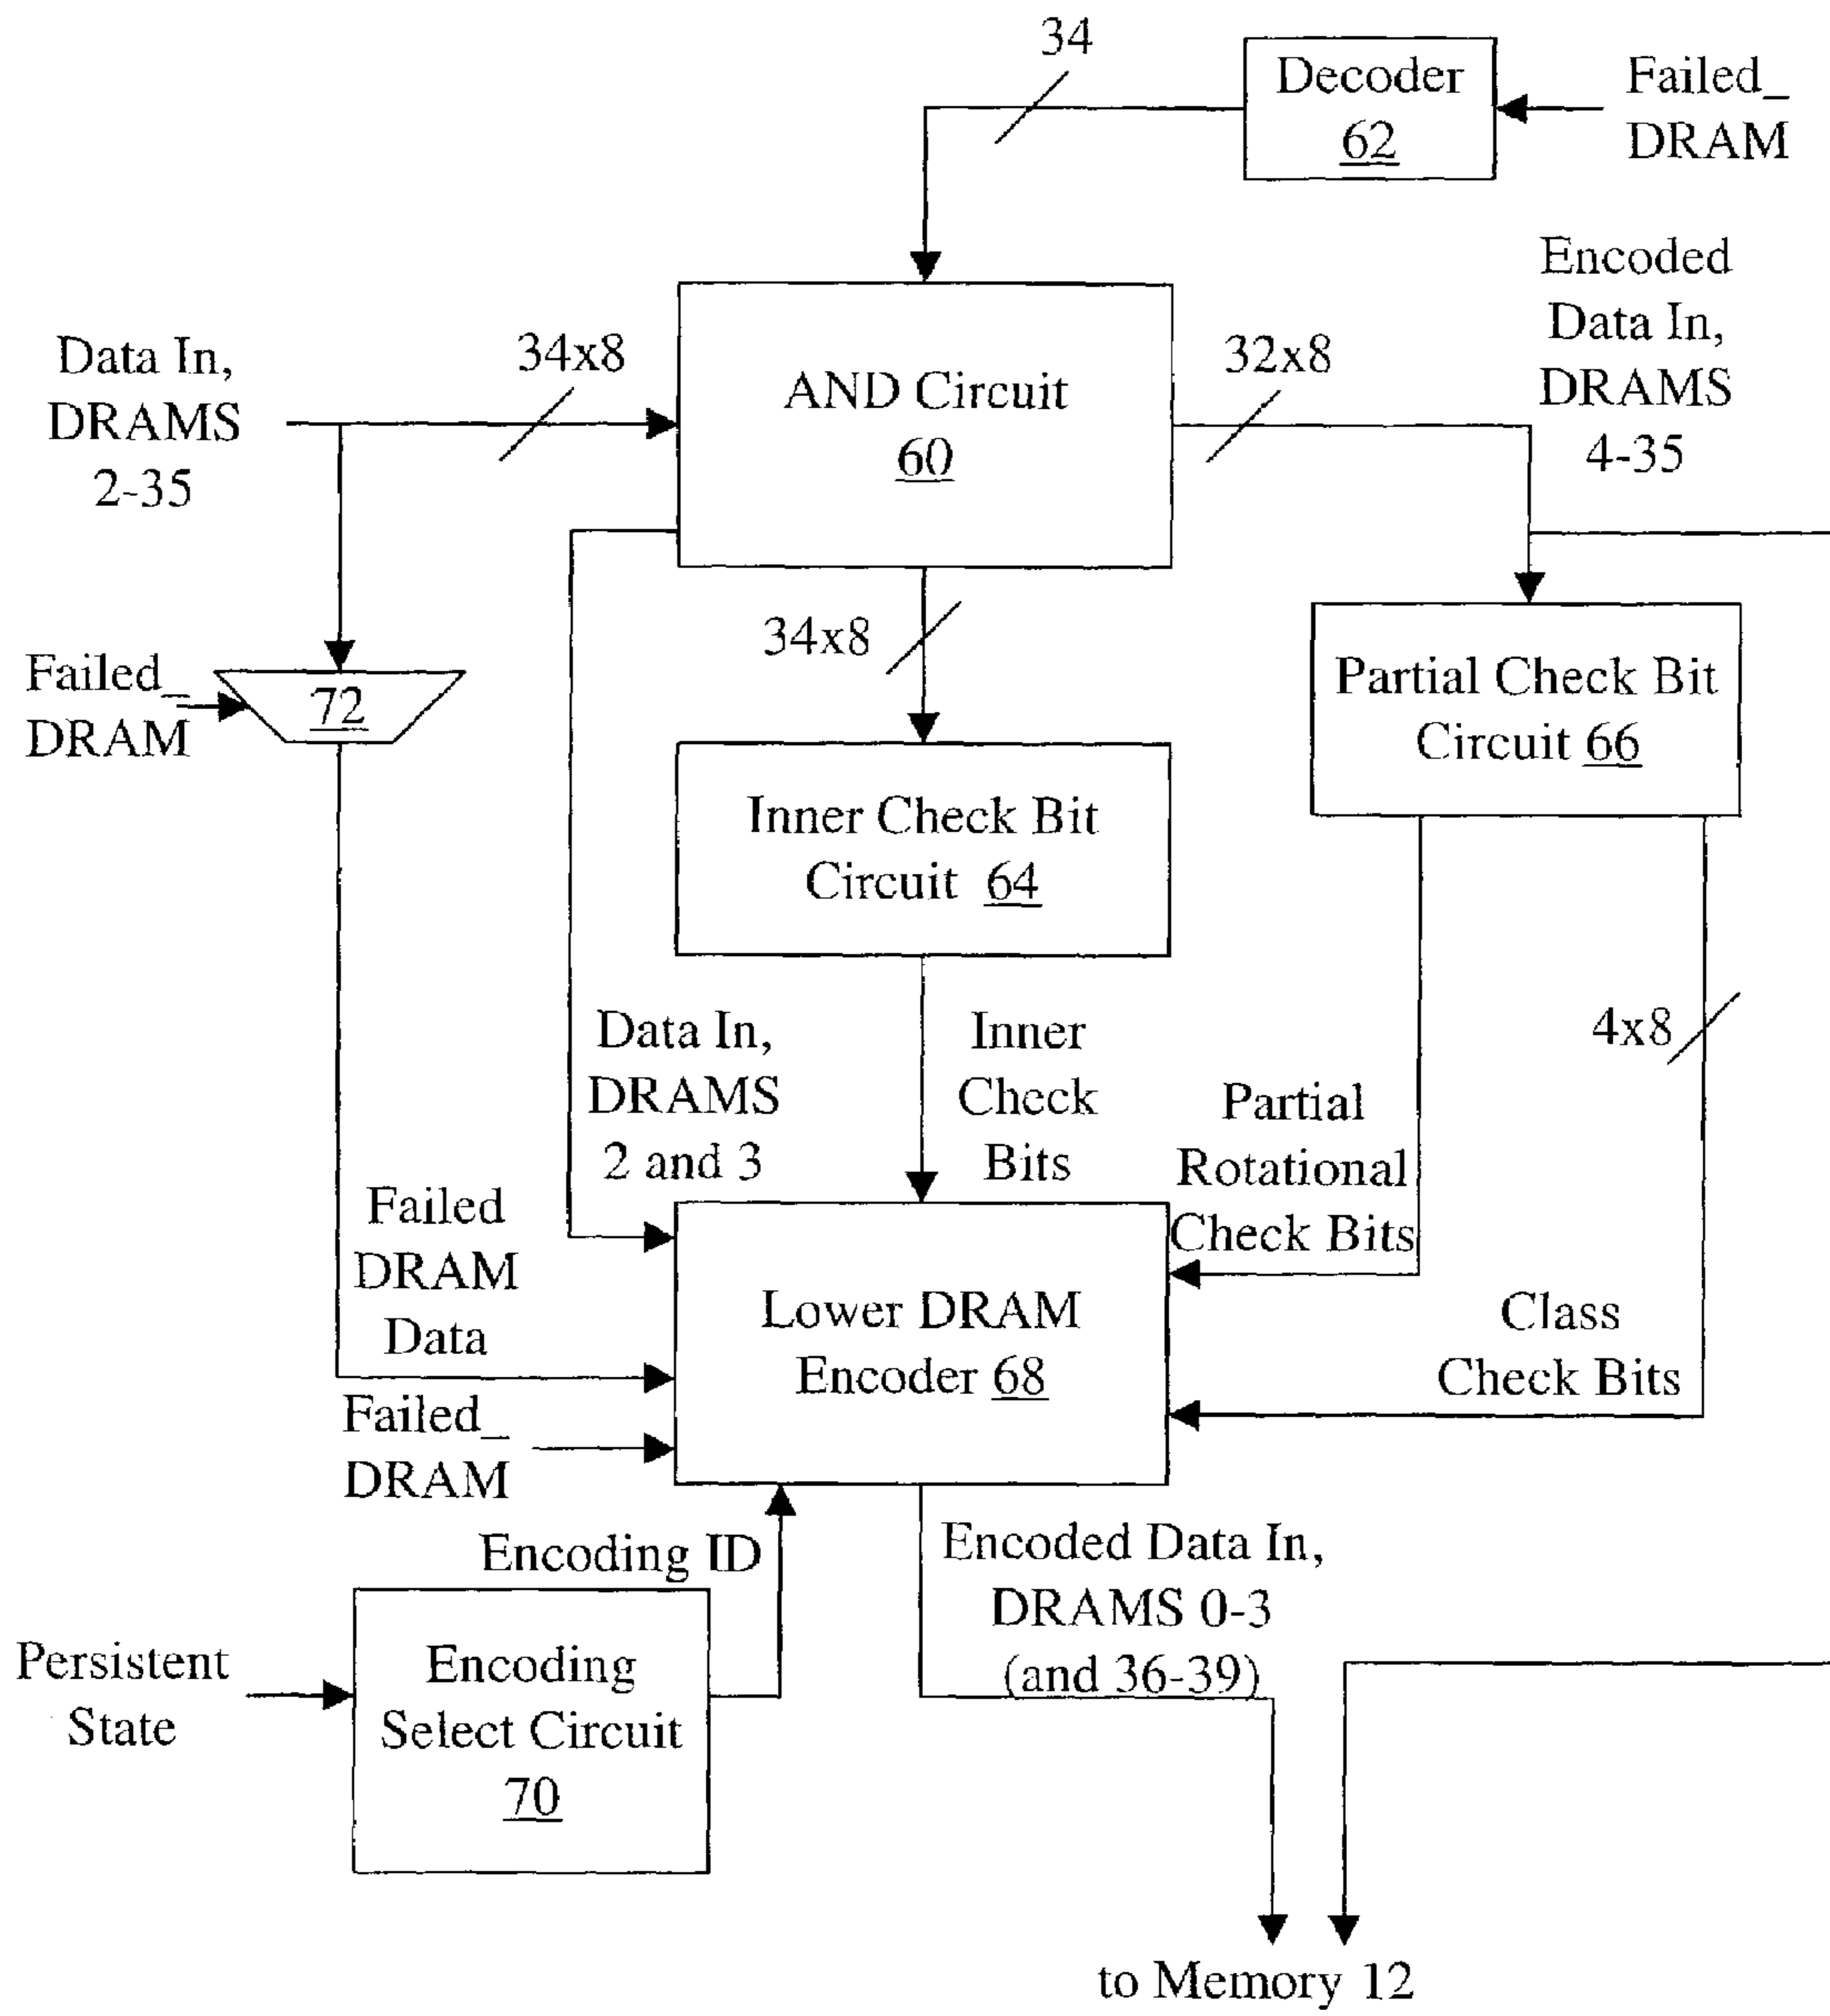 34
Decoder
62
Failed_
DRAM
Data In,
DRAMS
2-35
34x8
AND Circuit
60
32x8
Encoded
Data In,
DRAMS
4-35
Failed_
DRAM
72
34x8
Partial Check Bit
Circuit 66
Inner Check Bit
Circuit 64
Data In,
DRAMS
2 and 3
Inner
Check
Bits
4x8
Partial
Rotational
Check Bits
Failed
DRAM
Data
Failed_
DRAM
Lower DRAM
Encoder 68
Class
Check Bits
Encoding ID
Encoded Data In,
DRAMS 0-3
(and 36-39)
Persistent
State
Encoding
Select Circuit
70
to Memory 12